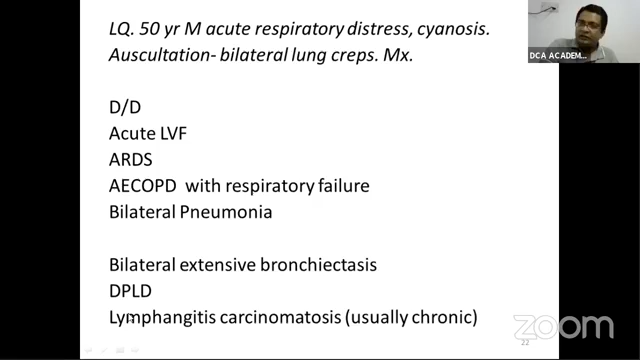 LQ. 50 yr M acute respiratory distress, cyanosis.
Auscultation- bilateral lung creps. Mx.
DCA ACADEM...
D/D
Acute LVF
ARDS
AECOPD with respiratory failure
Bilateral Pneumonia
Bilateral extensive bronchiectasis
DPLD
Lymphangitis carcinomatosis (usually chronic)
zoom
22